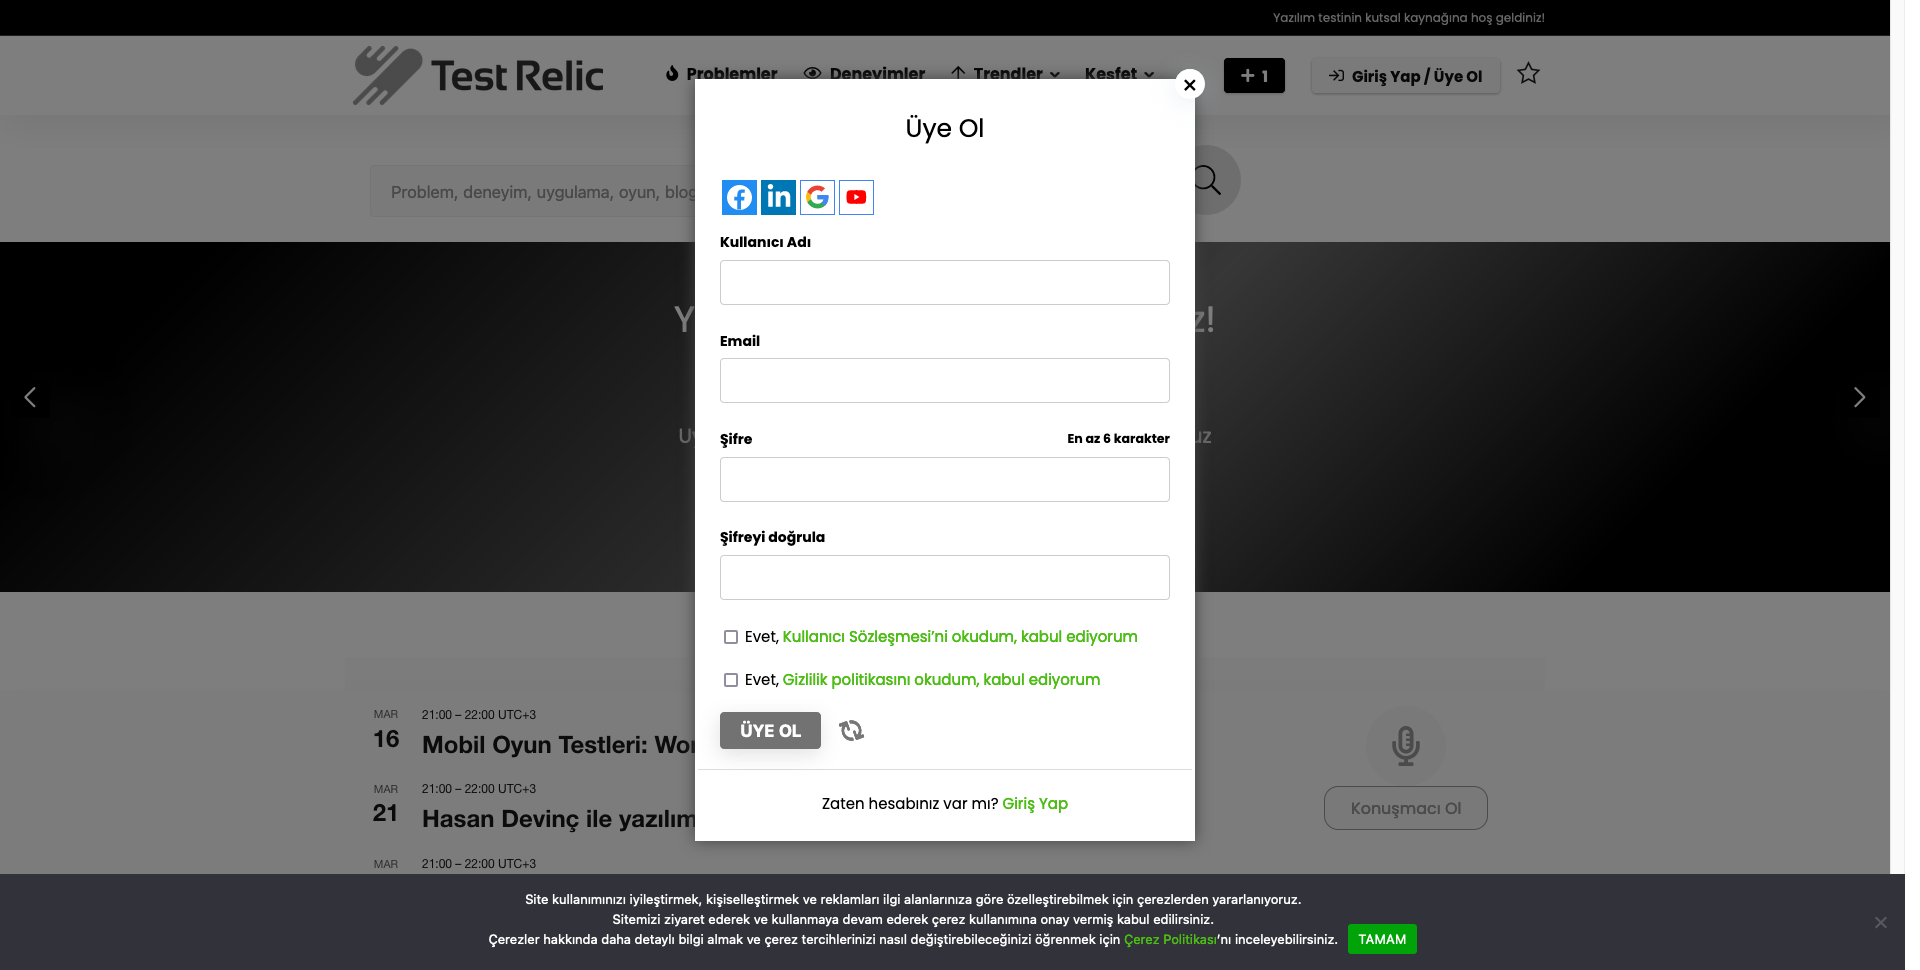 Yazılım testinin kutsal kaynağına hoş geldiniz!
Test Relic
Problemler
Deneyimler
Trendler
Keşfet
+ 1
Giriş Yap / Üye Ol
Problem, deneyim, uygulama, oyun, blog
Üye Ol
Kullanıcı Adı
Email
Şifre
En az 6 karakter
Şifreyi doğrula
Evet, Kullanıcı Sözleşmesi’ni okudum, kabul ediyorum
Evet, Gizlilik politikasını okudum, kabul ediyorum
ÜYE OL
Zaten hesabınız var mı? Giriş Yap
MAR
16
21:00 – 22:00 UTC+3
Mobil Oyun Testleri:
MAR
21
21:00 – 22:00 UTC+3
Hasan Devinç ile yazılım
MAR
21:00 – 22:00 UTC+3
Konuşmacı Ol
Site kullanımınızı iyileştirmek, kişiselleştirmek ve reklamları ilgi alanlarınıza göre özelleştirebilmek için çerezlerden yararlanıyoruz.
Sitemizi ziyaret ederek ve kullanmaya devam ederek çerez kullanımına onay vermiş kabul edilirsiniz.
Çerezler hakkında daha detaylı bilgi almak ve çerez tercihlerinizi nasıl değiştirebileceğinizi öğrenmek için Çerez Politikası’nı inceleyebilirsiniz.
TAMAM